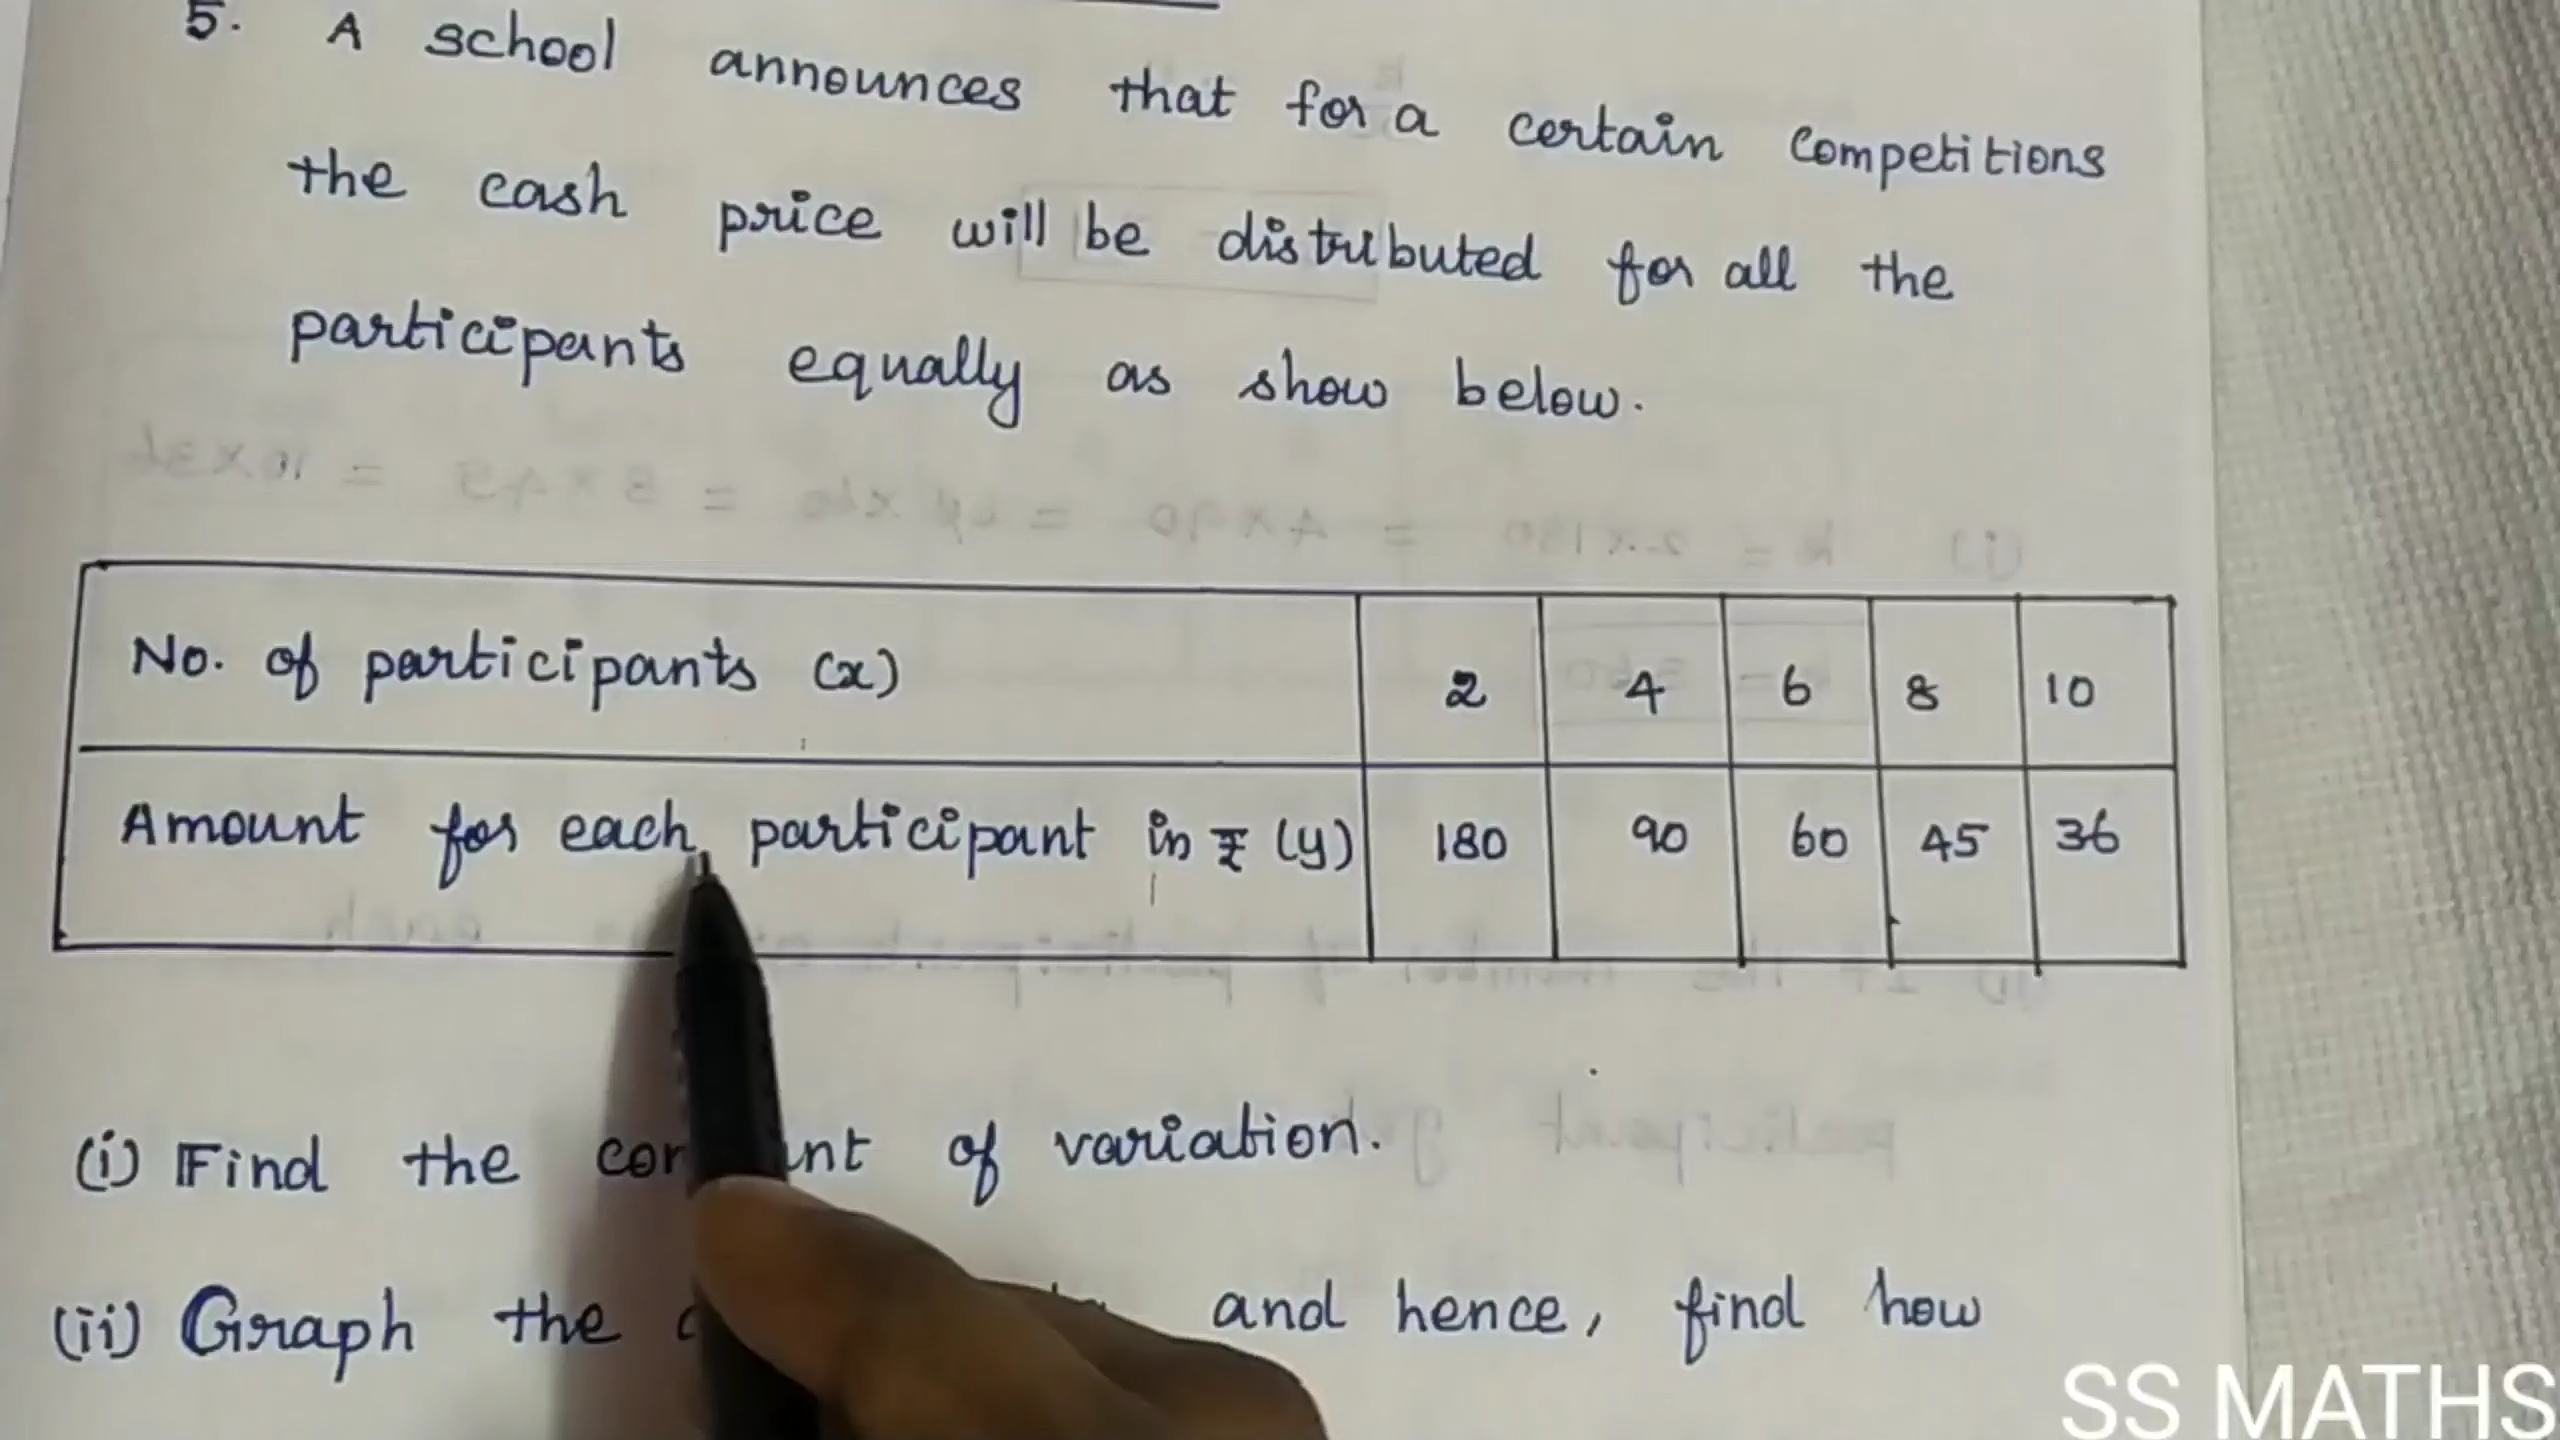 5. A school announces that for a certain competitions
the cash price will be distributed for all the
participants equally as show below.
No. of participants (x) 2 4 6 8 10
Amount for each participant in ₹ (y) 180 90 60 45 36
(i) Find the of variation.
(ii) Graph the and hence, find how
SS MATHS